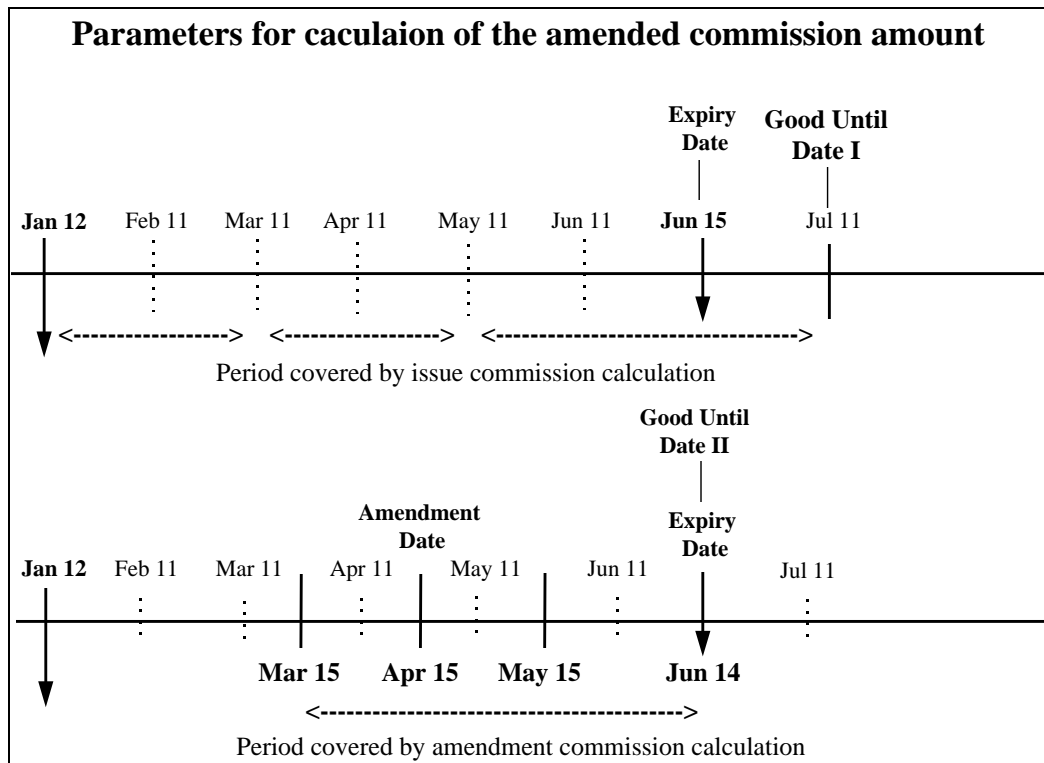 Parameters for caculaion of the amended commission amount
Expiry
Date
Good Until
Date I
Jan 12
Feb 11
Mar 11
Apr 11
May 11
Jun 11
Jun 15
Jul 11
Period covered by issue commission calculation
Good Until
Date II
Amendment
Date
Expiry
Date
Jan 12
Feb 11
Mar 11
Apr 11
May 11
Jun 11
Jul 11
Mar 15
Apr 15
May 15
Jun 14
Period covered by amendment commission calculation